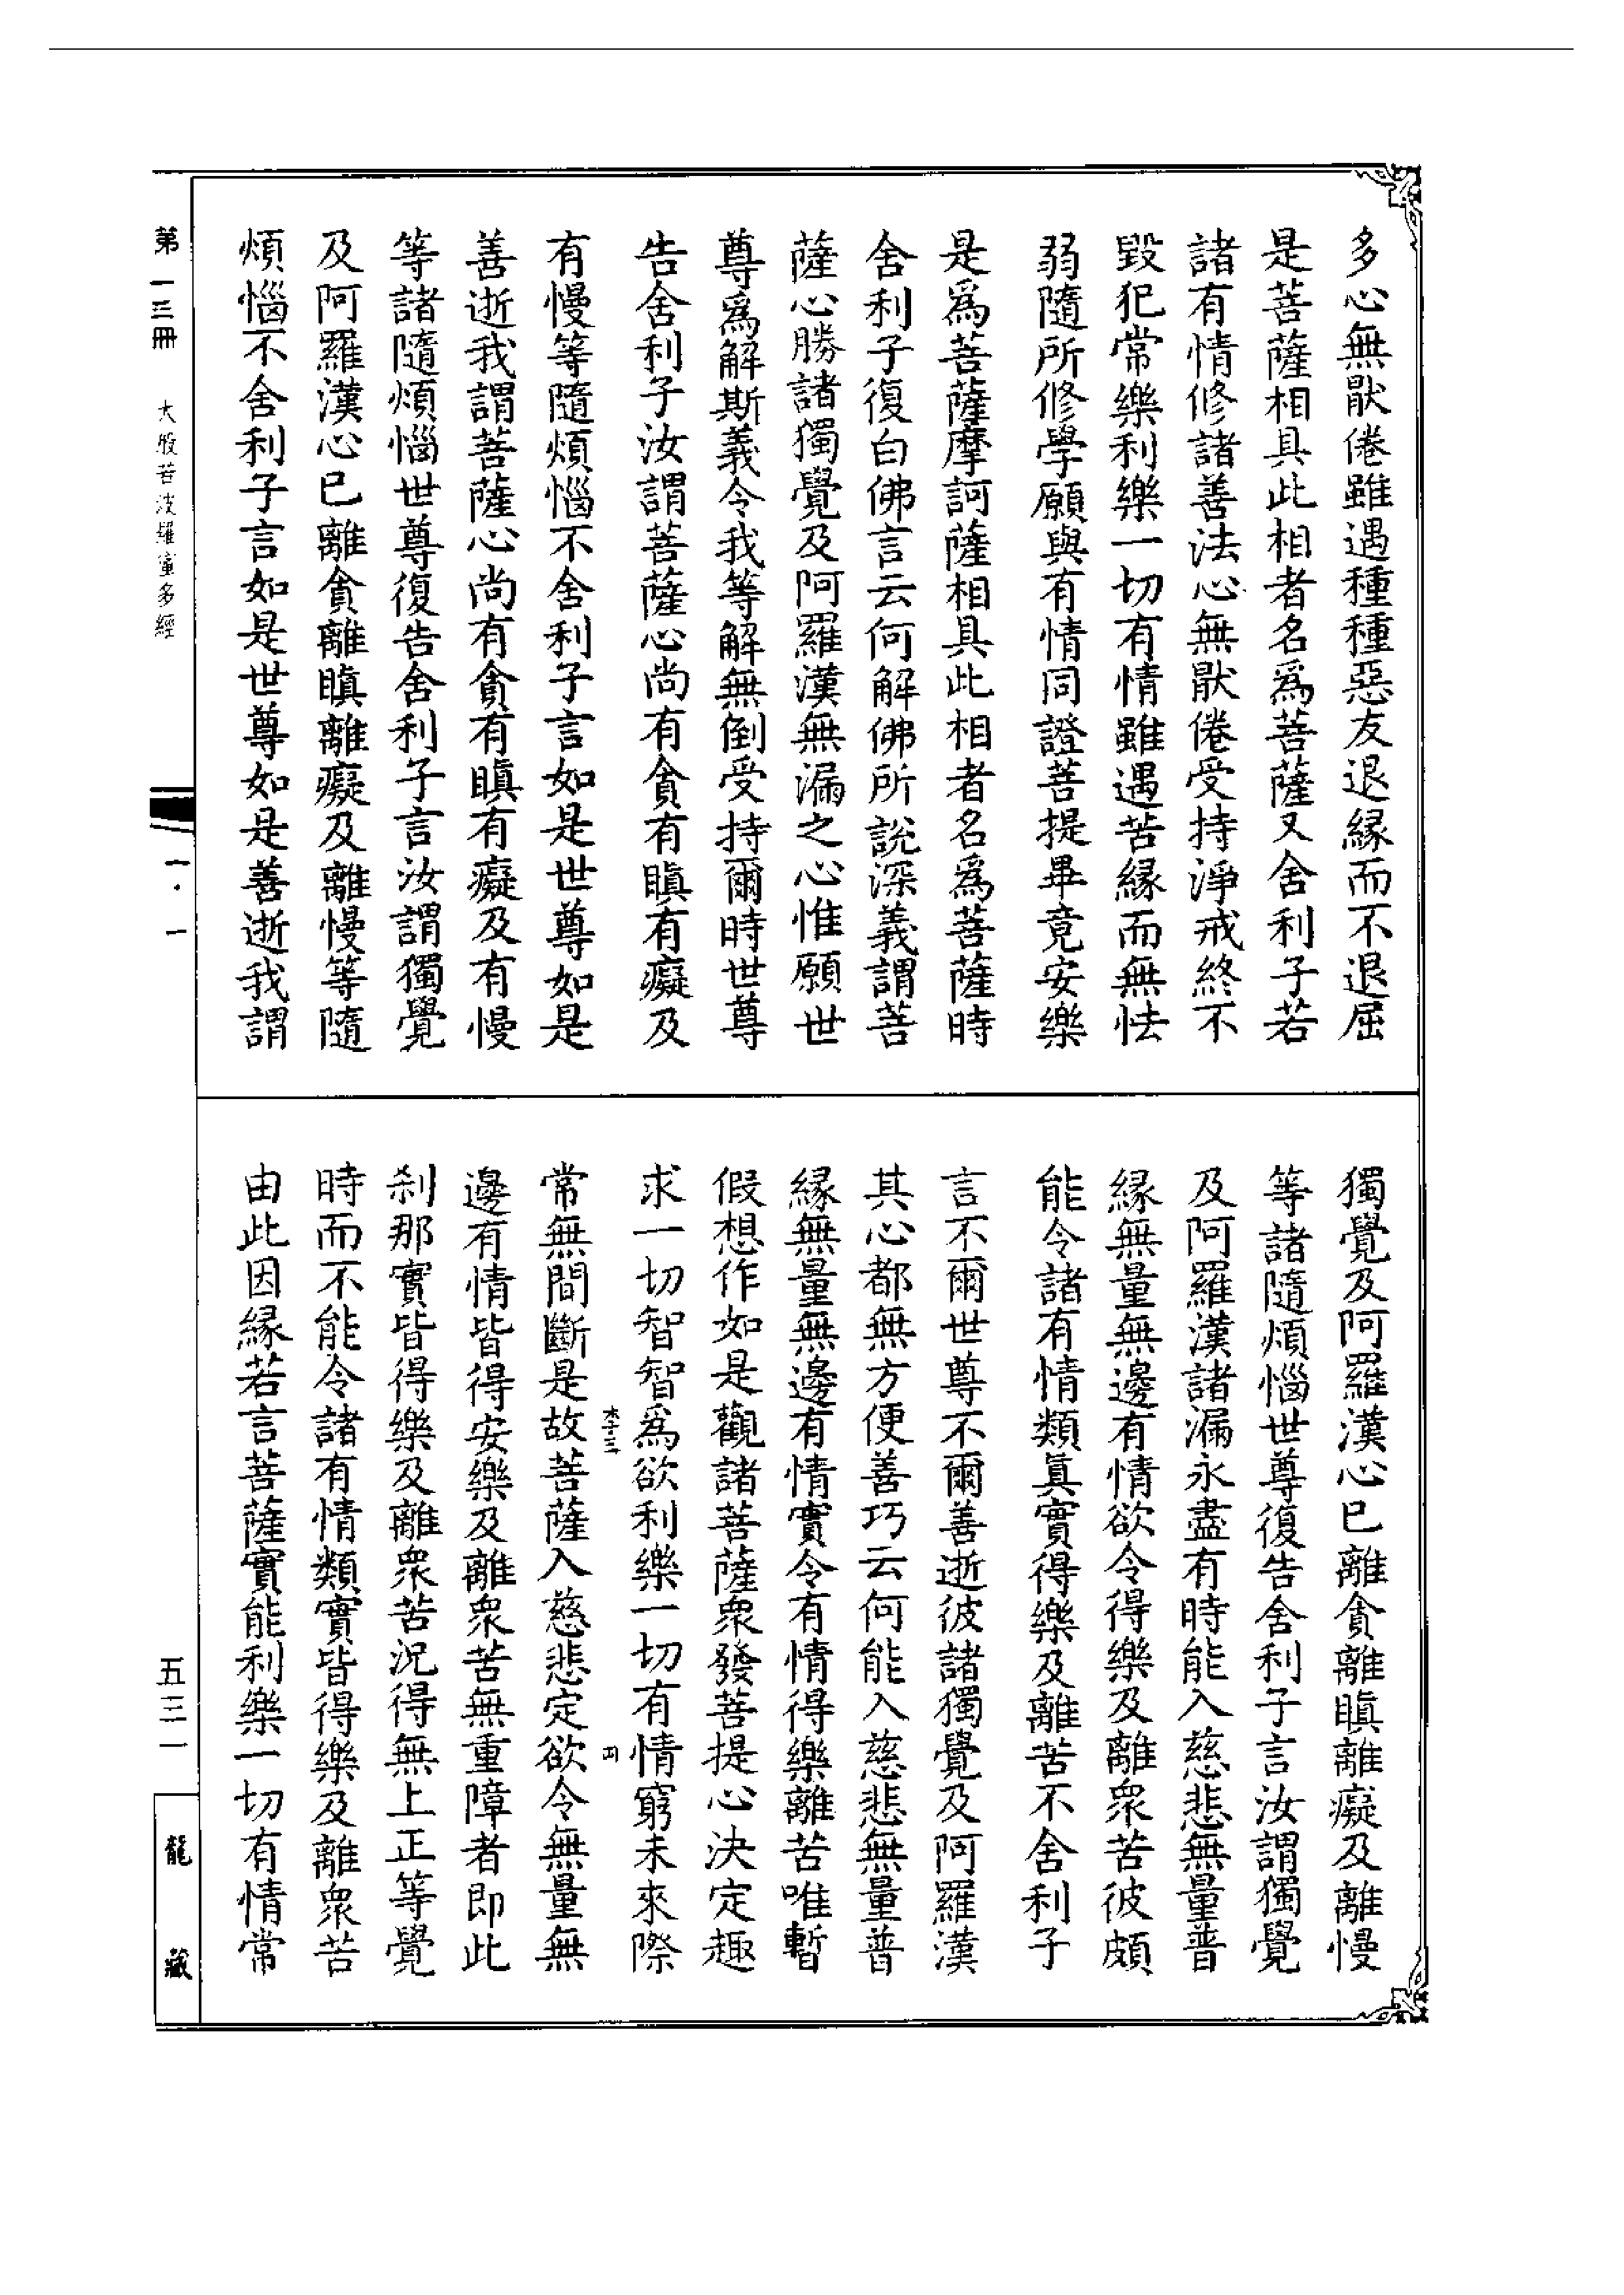 多心無猒倦雖遇種種惡友退緣而不退屈
是菩薩相具此相者名爲菩薩又舍利子若
諸有情修諸善法心無猒倦受持淨戒終不
毀犯常樂利樂一切有情雖遇苦緣而無怯
弱隨所修學願與有情同證菩提畢竟安樂
是爲菩薩摩訶薩相具此相者名爲菩薩時
舍利子復白佛言云何解佛所說深義謂菩
薩心勝諸獨覺及阿羅漢無漏之心惟願世
尊爲解斯義令我等解無倒受持爾時世尊
告舍利子汝謂菩薩心尚有貪有瞋有癡及
有慢等隨煩惱不舍利子言如是世尊如是
善逝我謂菩薩心尚有貪有瞋有癡及有慢
等諸隨煩惱世尊復告舍利子言汝謂獨覺
及阿羅漢心已離貪離瞋離癡及離慢等隨
煩惱不舍利子言如是世尊如是善逝我謂
獨覺及阿羅漢心已離貪離瞋離癡及離慢
等諸隨煩惱世尊復告舍利子言汝謂獨覺
及阿羅漢諸漏永盡有時能入慈悲無量普
緣無量無邊有情欲令得樂及離衆苦彼頗
能令諸有情類真實得樂及離苦不舍利子
言不爾世尊不爾善逝彼諸獨覺及阿羅漢
其心都無方便善巧云何能入慈悲無量普
緣無量無邊有情實令有情得樂離苦唯暫
假想作如是觀諸菩薩衆發菩提心決定趣
求一切智智爲欲利樂一切有情窮未來際
柰三 四
常無間斷是故菩薩入慈悲定欲令無量無
邊有情皆得安樂及離衆苦無重障者即此
刹那實皆得樂及離衆苦況得無上正等覺
時而不能令諸有情類實皆得樂及離衆苦
由此因緣若言菩薩實能利樂一切有情常
第一三冊 大般若波羅蜜多經 一·一 五三一
龍藏